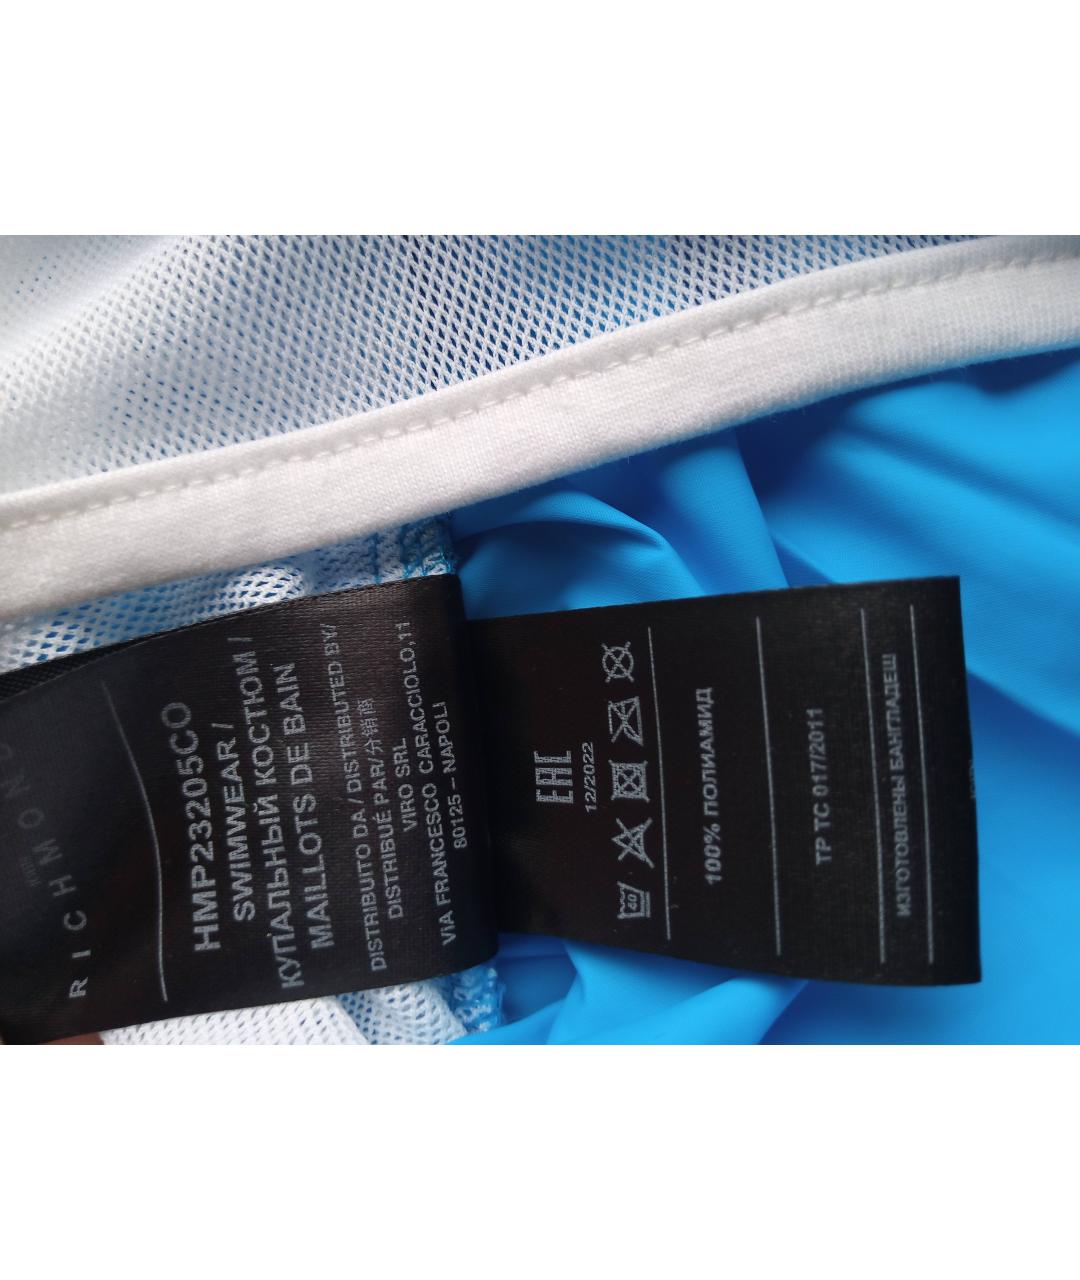 RICHMOND
HMP23205CO
SWIMWEAR /
КУПАЛЬНЫЙ КОСТЮМ /
MAILLOTS DE BAIN
DISTRIBUITO DA / DISTRIBUTED BY/
DISTRIBUÉ PAR/分销商
VIRO SRL
VIA FRANCESCO CARACCIOLO,11
80125 – NAPOLI
EAC
12/2022
40
100% ПОЛИАМИД
ТР ТС 017/2011
ИЗГОТОВЛЕНЫ БАНГЛАДЕШ